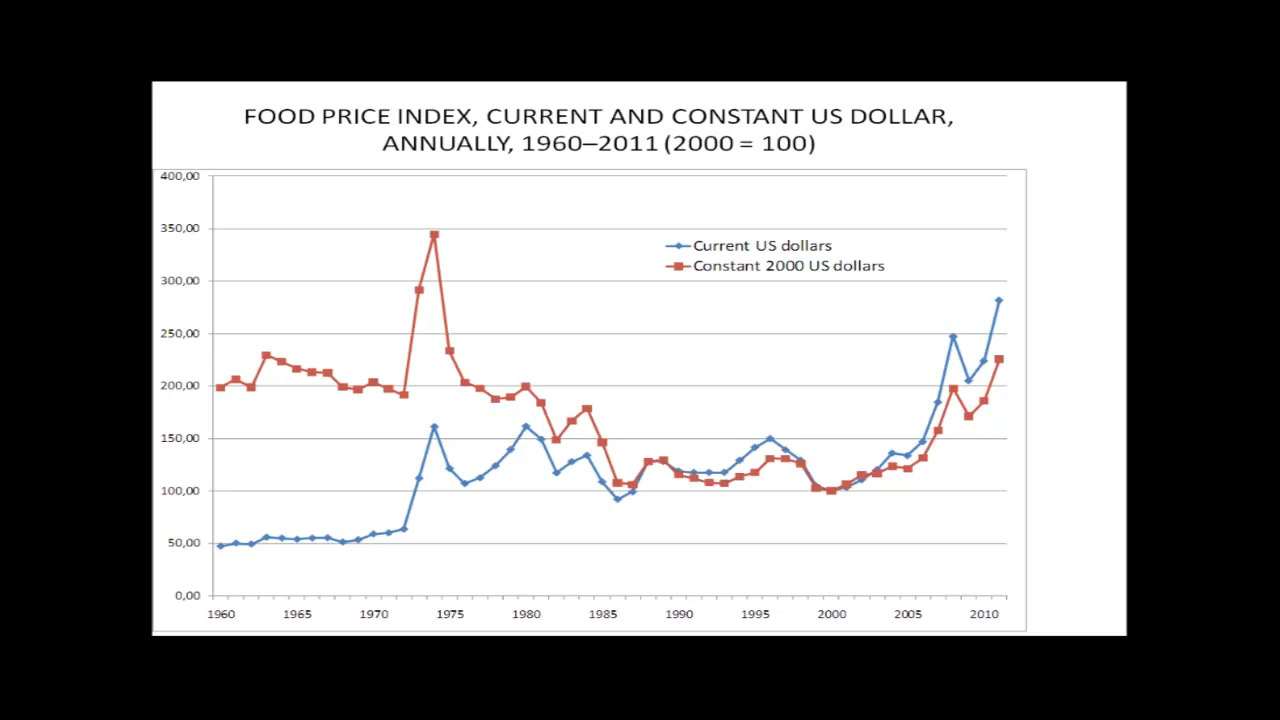 FOOD PRICE INDEX, CURRENT AND CONSTANT US DOLLAR,
ANNUALLY, 1960–2011 (2000 = 100)
400,00
350,00
300,00
250,00
200,00
150,00
100,00
50,00
0,00
Current US dollars
Constant 2000 US dollars
1960 1965 1970 1975 1980 1985 1990 1995 2000 2005 2010